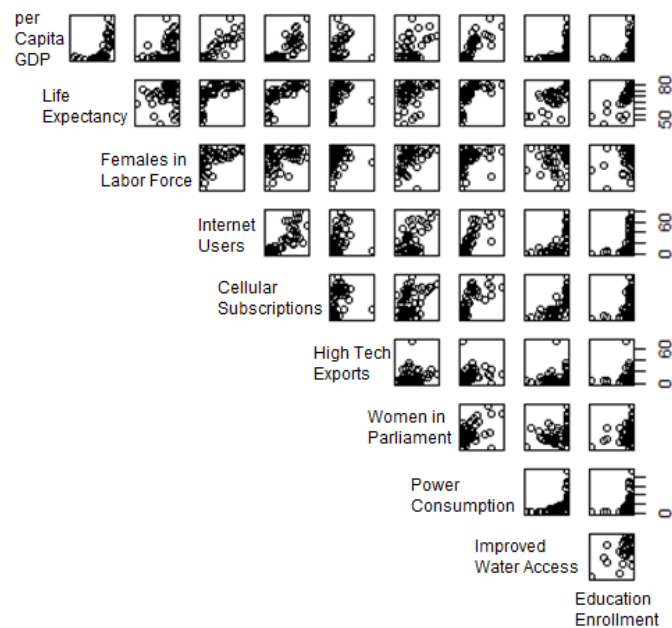 per
Capita
GDP
Life
Expectancy
80
50
Females in
Labor Force
Internet
Users
60
0
Cellular
Subscriptions
High Tech
Exports
60
0
Women in
Parliament
Power
Consumption
0
Improved
Water Access
Education
Enrollment